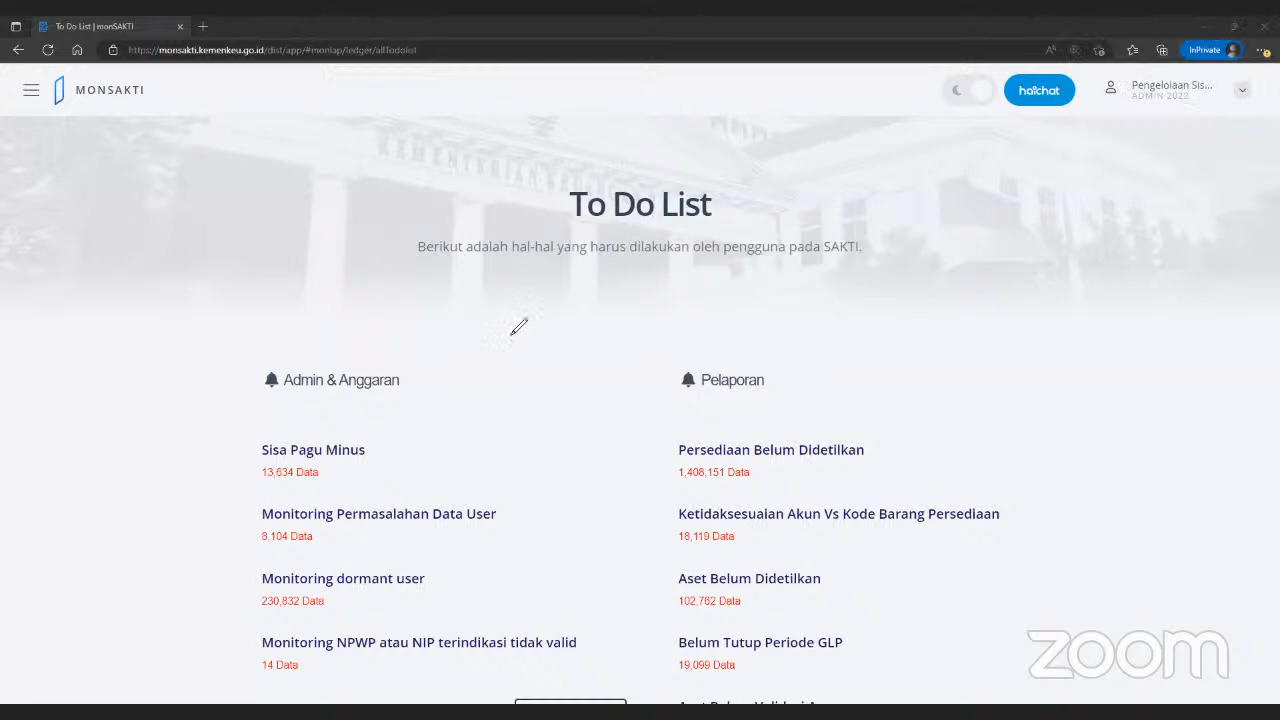 To Do List | monSAKTI
https://monsakti.kemenkeu.go.id/dist/app/#monlap/ledger/allTodolist
InPrivate
MONSAKTI
haichat
Pengelolaan Sis...
ADMIN 2022
KEMENTERIAN
To Do List
Berikut adalah hal-hal yang harus dilakukan oleh pengguna pada SAKTI.
Admin & Anggaran
Sisa Pagu Minus
13,634 Data
Monitoring Permasalahan Data User
8,104 Data
Monitoring dormant user
230,832 Data
Monitoring NPWP atau NIP terindikasi tidak valid
14 Data
Pelaporan
Persediaan Belum Didetilkan
1,408,151 Data
Ketidaksesuaian Akun Vs Kode Barang Persediaan
18,119 Data
Aset Belum Didetilkan
102,762 Data
Belum Tutup Periode GLP
19,099 Data
zoom